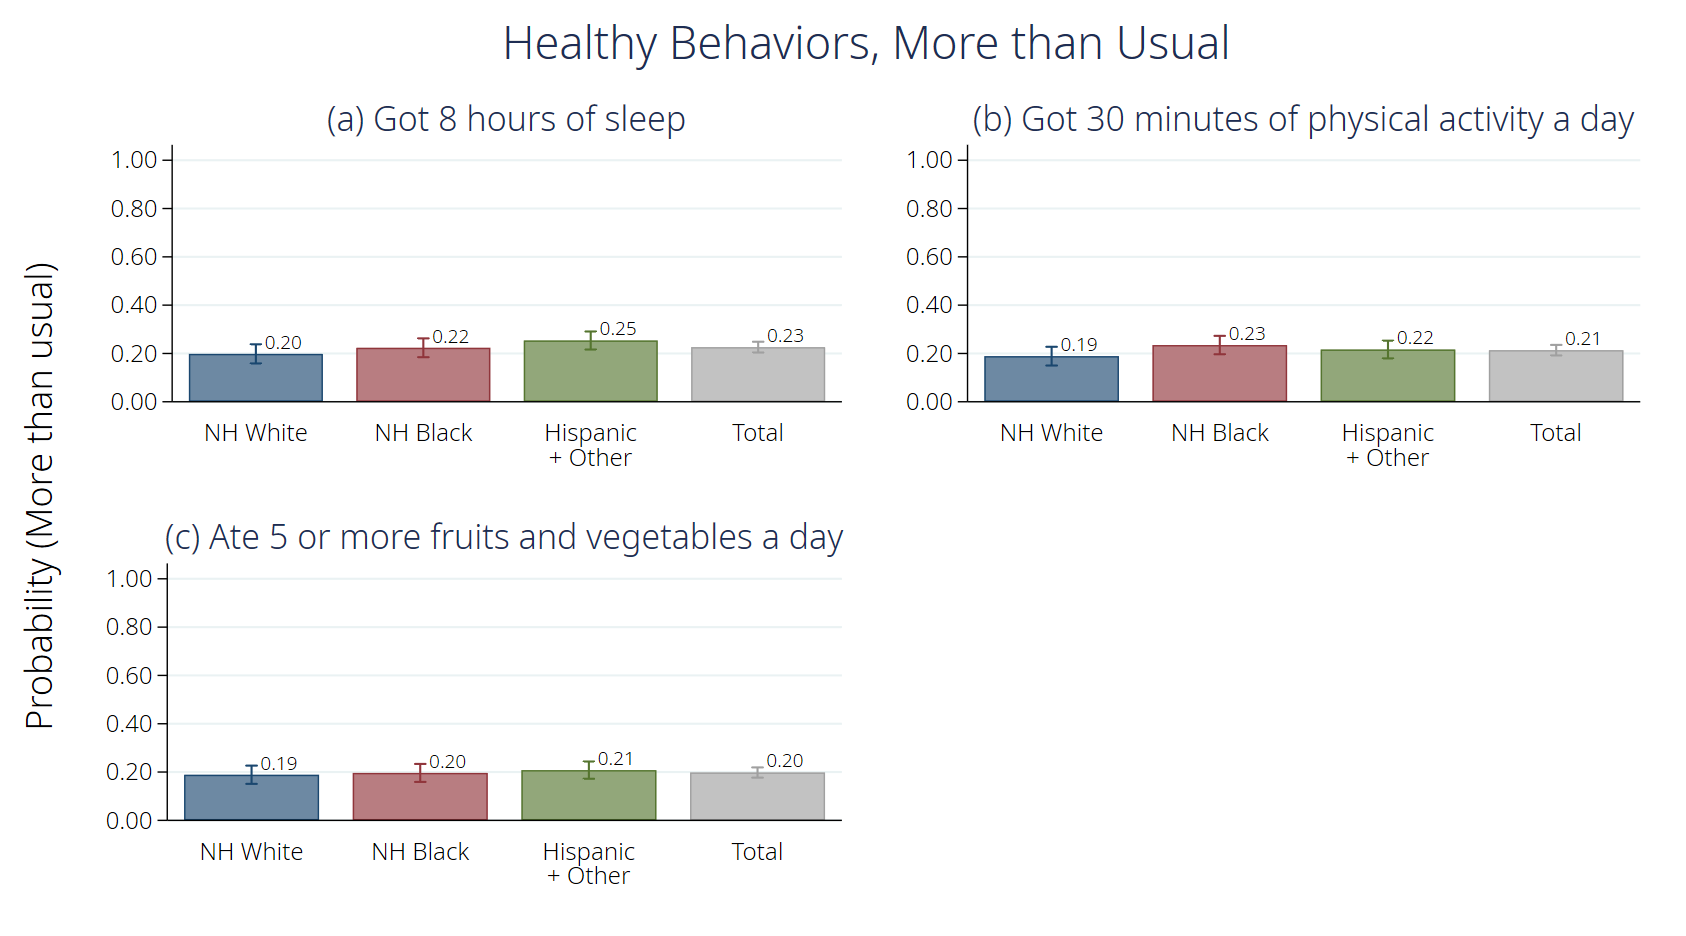 Healthy Behaviors, More than Usual
Probability (More than usual)
(a) Got 8 hours of sleep
1.00
0.80
0.60
0.40
0.20
0.00
0.20
0.22
0.25
0.23
NH White
NH Black
Hispanic
+ Other
Total
(b) Got 30 minutes of physical activity a day
1.00
0.80
0.60
0.40
0.20
0.00
0.19
0.23
0.22
0.21
NH White
NH Black
Hispanic
+ Other
Total
(c) Ate 5 or more fruits and vegetables a day
1.00
0.80
0.60
0.40
0.20
0.00
0.19
0.20
0.21
0.20
NH White
NH Black
Hispanic
+ Other
Total